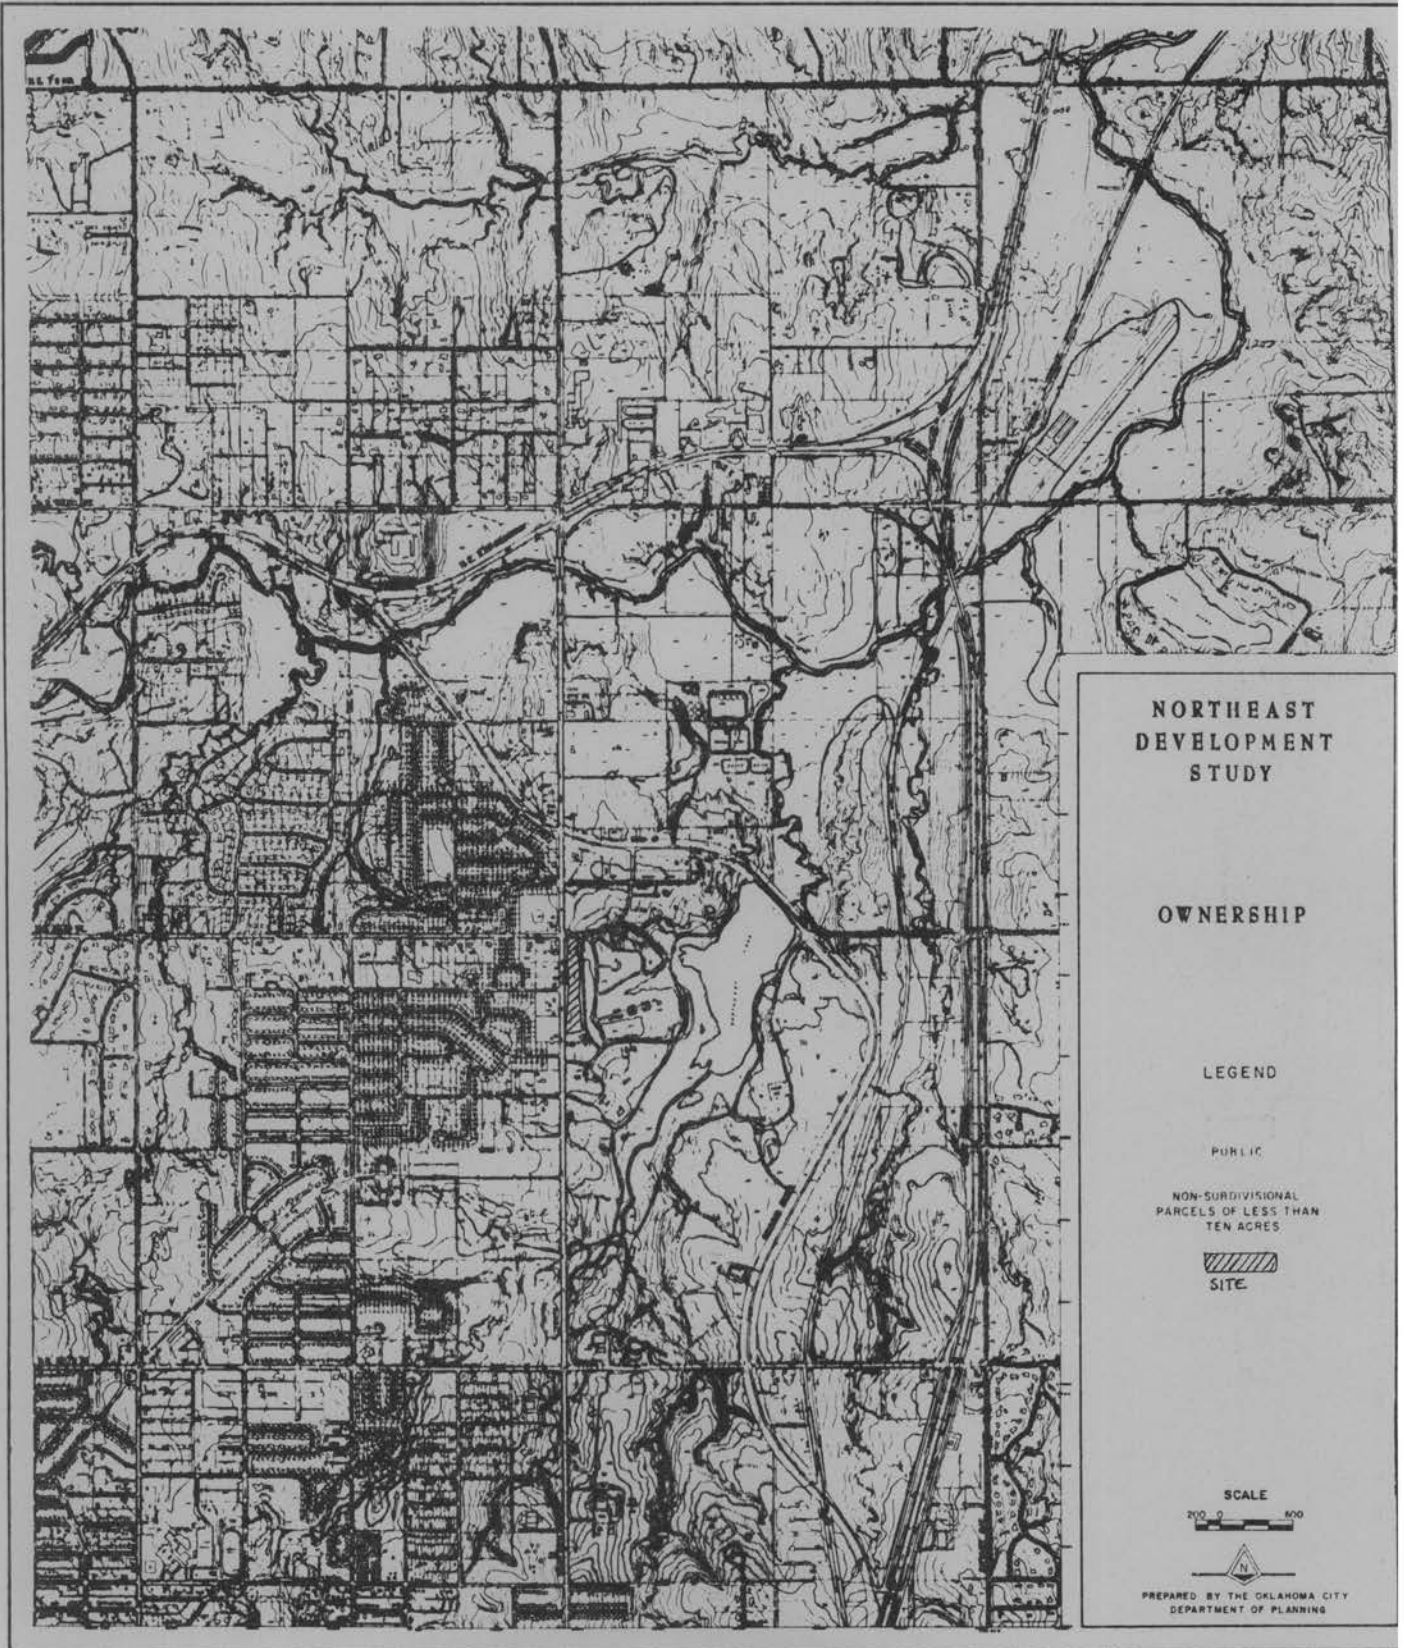 NORTHEAST
DEVELOPMENT
STUDY
OWNERSHIP
LEGEND
PUBLIC
NON-SUBDIVISIONAL
PARCELS OF LESS THAN
TEN ACRES
SITE
SCALE
200 0 800
N
PREPARED BY THE OKLAHOMA CITY
DEPARTMENT OF PLANNING